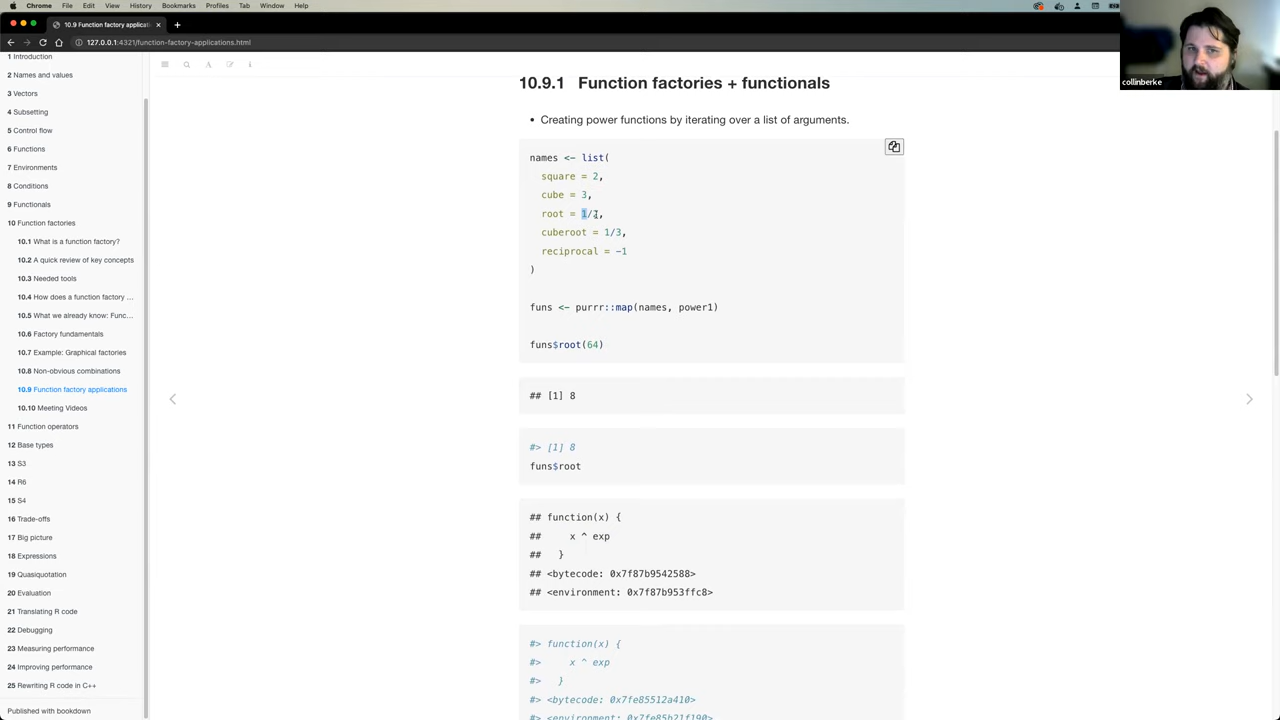 Chrome File Edit View History Bookmarks Profiles Tab Window Help
10.9 Function factory applicati
127.0.0.1:4321/function-factory-applications.html
collinberke
1 Introduction
2 Names and values
3 Vectors
4 Subsetting
5 Control flow
6 Functions
7 Environments
8 Conditions
9 Functionals
10 Function factories
10.1 What is a function factory?
10.2 A quick review of key concepts
10.3 Needed tools
10.4 How does a function factory ...
10.5 What we already know: Func...
10.6 Factory fundamentals
10.7 Example: Graphical factories
10.8 Non-obvious combinations
10.9 Function factory applications
10.10 Meeting Videos
11 Function operators
12 Base types
13 S3
14 R6
15 S4
16 Trade-offs
17 Big picture
18 Expressions
19 Quasiquotation
20 Evaluation
21 Translating R code
22 Debugging
23 Measuring performance
24 Improving performance
25 Rewriting R code in C++
Published with bookdown
10.9.1 Function factories + functionals
• Creating power functions by iterating over a list of arguments.
names <- list(
square = 2,
cube = 3,
root = 1/2,
cuberoot = 1/3,
reciprocal = -1
)
funs <- purrr::map(names, power1)
funs$root(64)
## [1] 8
#> [1] 8
funs$root
## function(x) {
## x ^ exp
## }
## <bytecode: 0x7f87b9542588>
## <environment: 0x7f87b953ffc8>
#> function(x) {
#> x ^ exp
#> }
#> <bytecode: 0x7fe85512a410>
#> <environment: 0x7fe85b21f190>